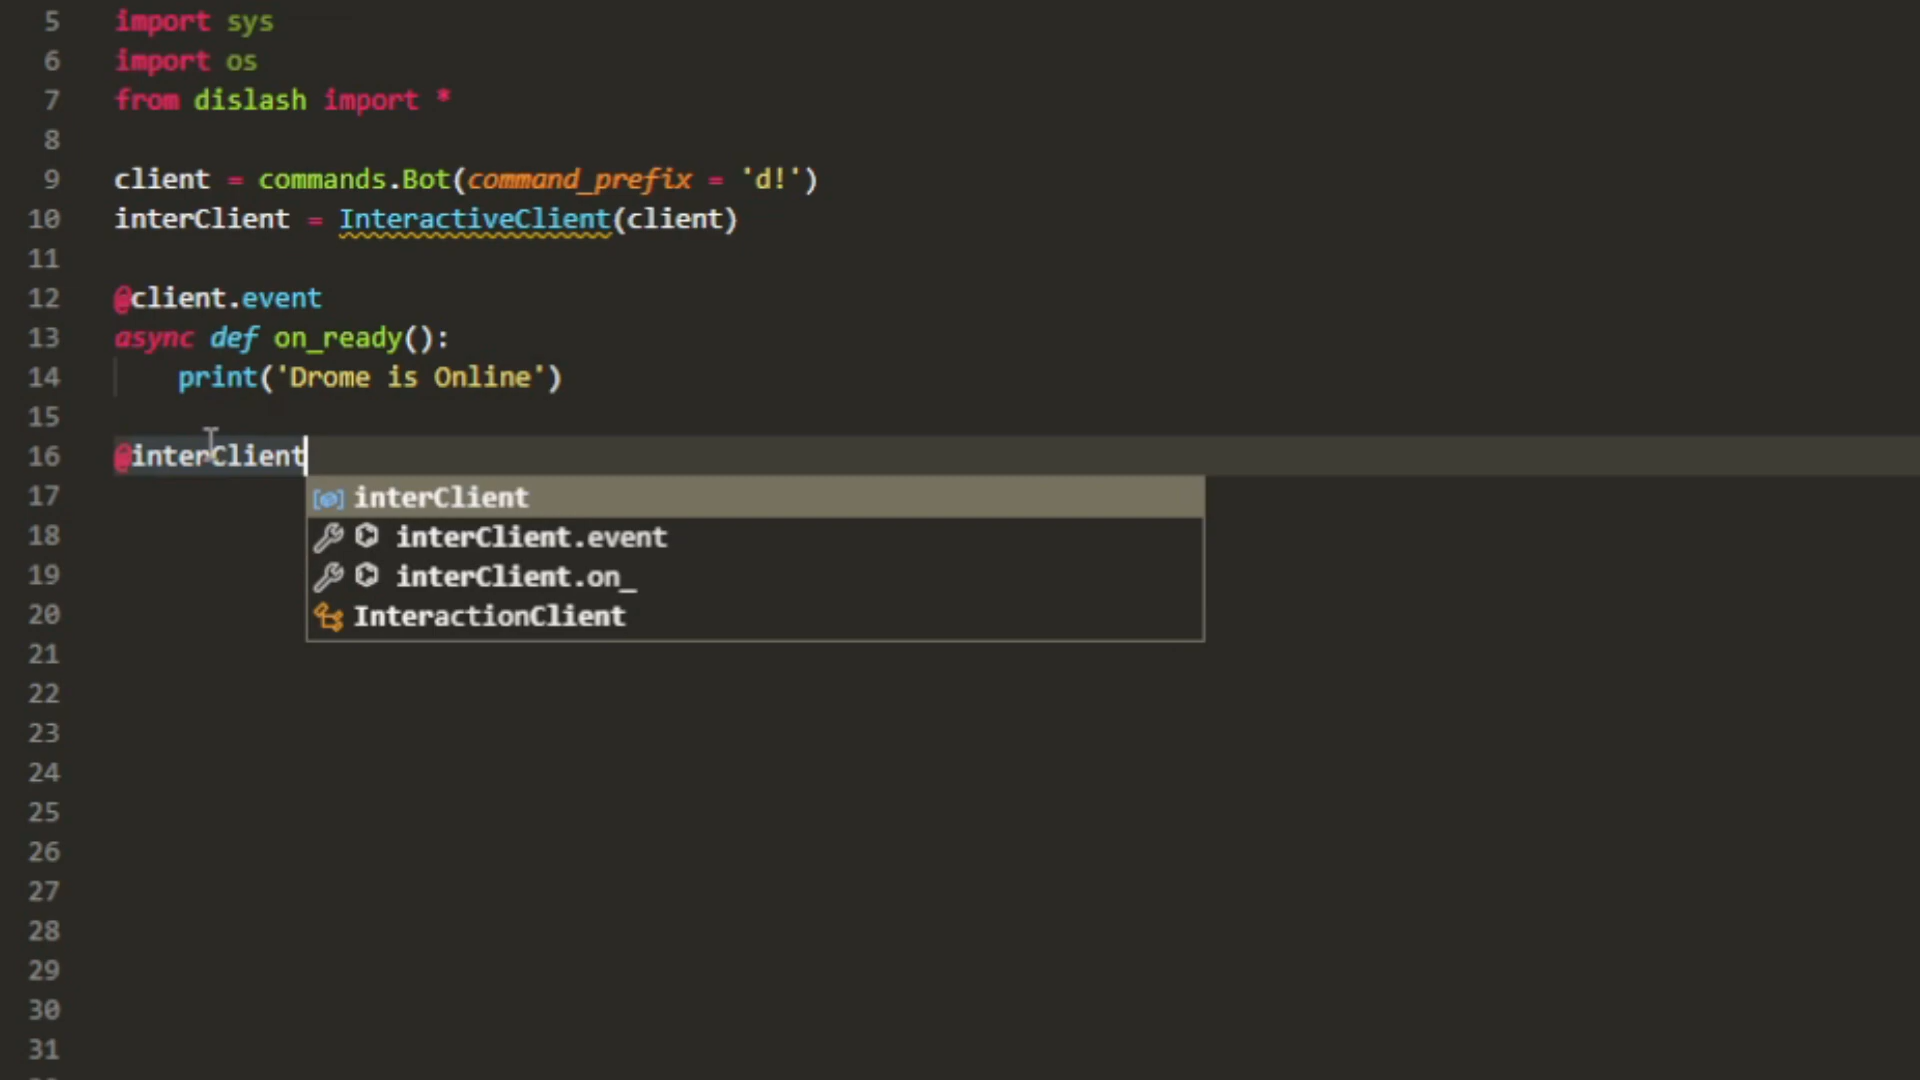 5 import sys
6 import os
7 from dislash import *
8
9 client = commands.Bot(command_prefix = 'd!')
10 interClient = InteractiveClient(client)
11
12 @client.event
13 async def on_ready():
14 print('Drome is Online')
15
16 @interClient
17 interClient
18 interClient.event
19 interClient.on_
20 InteractionClient
21
22
23
24
25
26
27
28
29
30
31